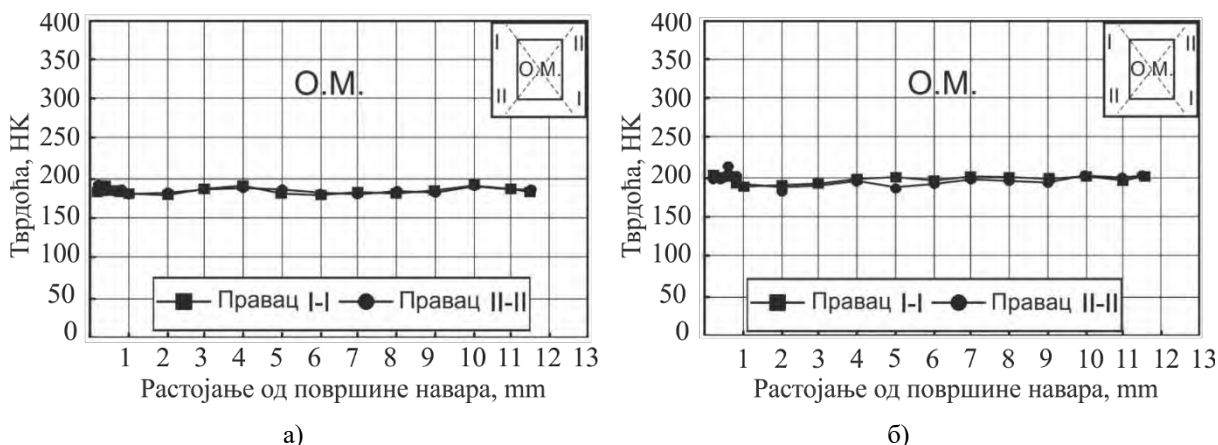 400
350
300
250
200
150
100
50
0
Тврдоћа, HK
О.М.
I
II
О.М.
II
I
Правац I-I
Правац II-II
1 2 3 4 5 6 7 8 9 10 11 12 13
Растојање од површине навара, mm
а)
400
350
300
250
200
150
100
50
0
Тврдоћа, HK
О.М.
I
II
О.М.
II
I
Правац I-I
Правац II-II
1 2 3 4 5 6 7 8 9 10 11 12 13
Растојање од површине навара, mm
б)